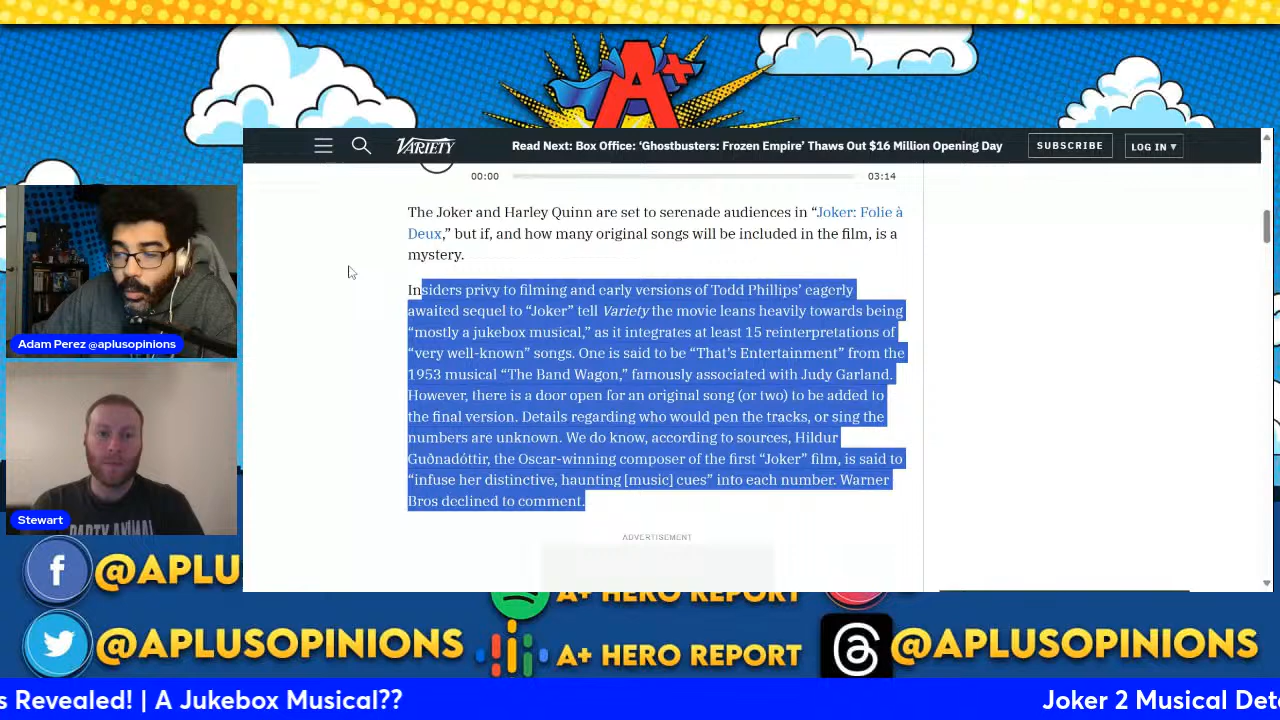 A+
VARIETY
Read Next: Box Office: ‘Ghostbusters: Frozen Empire’ Thaws Out $16 Million Opening Day
SUBSCRIBE
LOG IN ▾
00:00
03:14
The Joker and Harley Quinn are set to serenade audiences in “Joker: Folie à
Deux,” but if, and how many original songs will be included in the film, is a
mystery.
Insiders privy to filming and early versions of Todd Phillips’ eagerly
awaited sequel to “Joker” tell Variety the movie leans heavily towards being
“mostly a jukebox musical,” as it integrates at least 15 reinterpretations of
“very well-known” songs. One is said to be “That’s Entertainment” from the
1953 musical “The Band Wagon,” famously associated with Judy Garland.
However, there is a door open for an original song (or two) to be added to
the final version. Details regarding who would pen the tracks, or sing the
numbers are unknown. We do know, according to sources, Hildur
Guðnadóttir, the Oscar-winning composer of the first “Joker” film, is said to
“infuse her distinctive, haunting [music] cues” into each number. Warner
Bros declined to comment.
ADVERTISEMENT
Adam Perez @aplusopinions
Stewart
PARTY ANIMAL
f
@APLU
A+ HERO REPORT
@APLUSOPINIONS
A+ HERO REPORT
@APLUSOPINIONS
s Revealed! | A Jukebox Musical??
Joker 2 Musical Deta